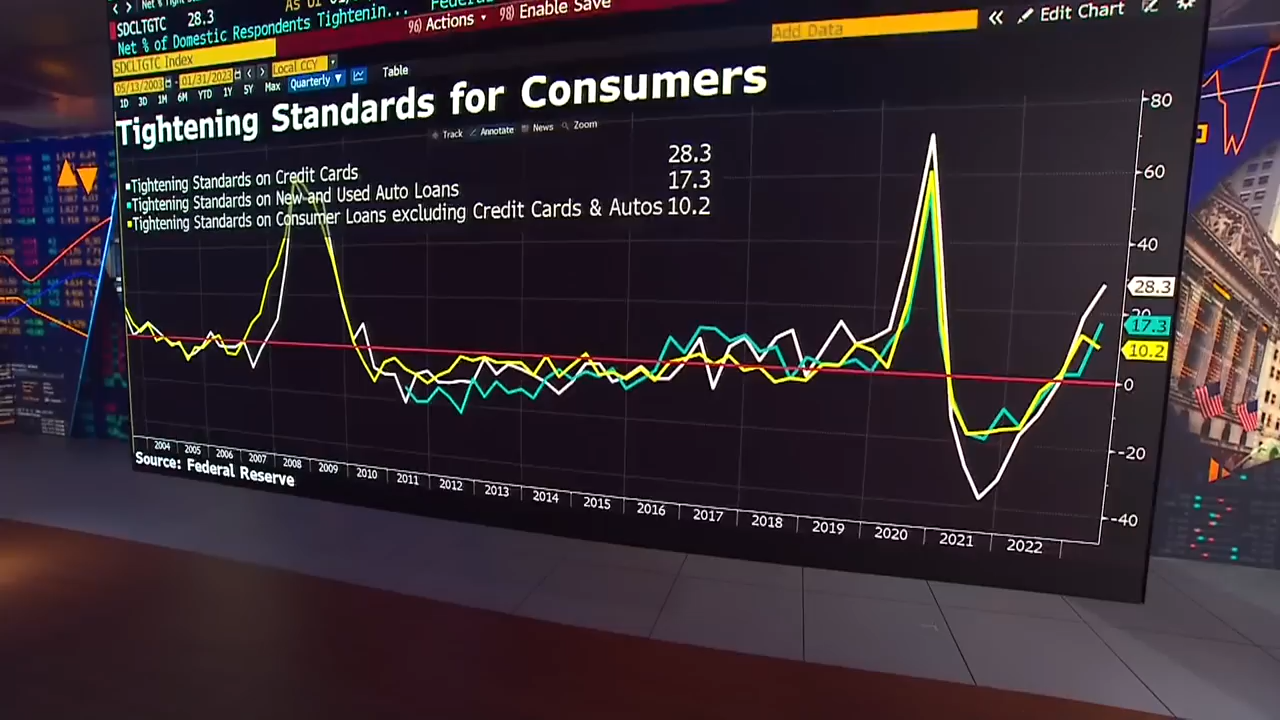 SDCLTGTC 28.3
Net % of Domestic Respondents Tightenin...
96) Actions
98) Enable Save
SDCLTGTC Index
Add Data
« Edit Chart
05/13/2003 - 01/31/2023
Local CCY
1D 3D 1M 6M YTD 1Y 5Y Max Quarterly ▼ Table
Tightening Standards for Consumers
Track Annotate News Zoom
Tightening Standards on Credit Cards 28.3
Tightening Standards on New and Used Auto Loans 17.3
Tightening Standards on Consumer Loans excluding Credit Cards & Autos 10.2
80
60
40
28.3
20
17.3
10.2
0
-20
-40
2004 2005 2006 2007 2008 2009 2010 2011 2012 2013 2014 2015 2016 2017 2018 2019 2020 2021 2022
Source: Federal Reserve